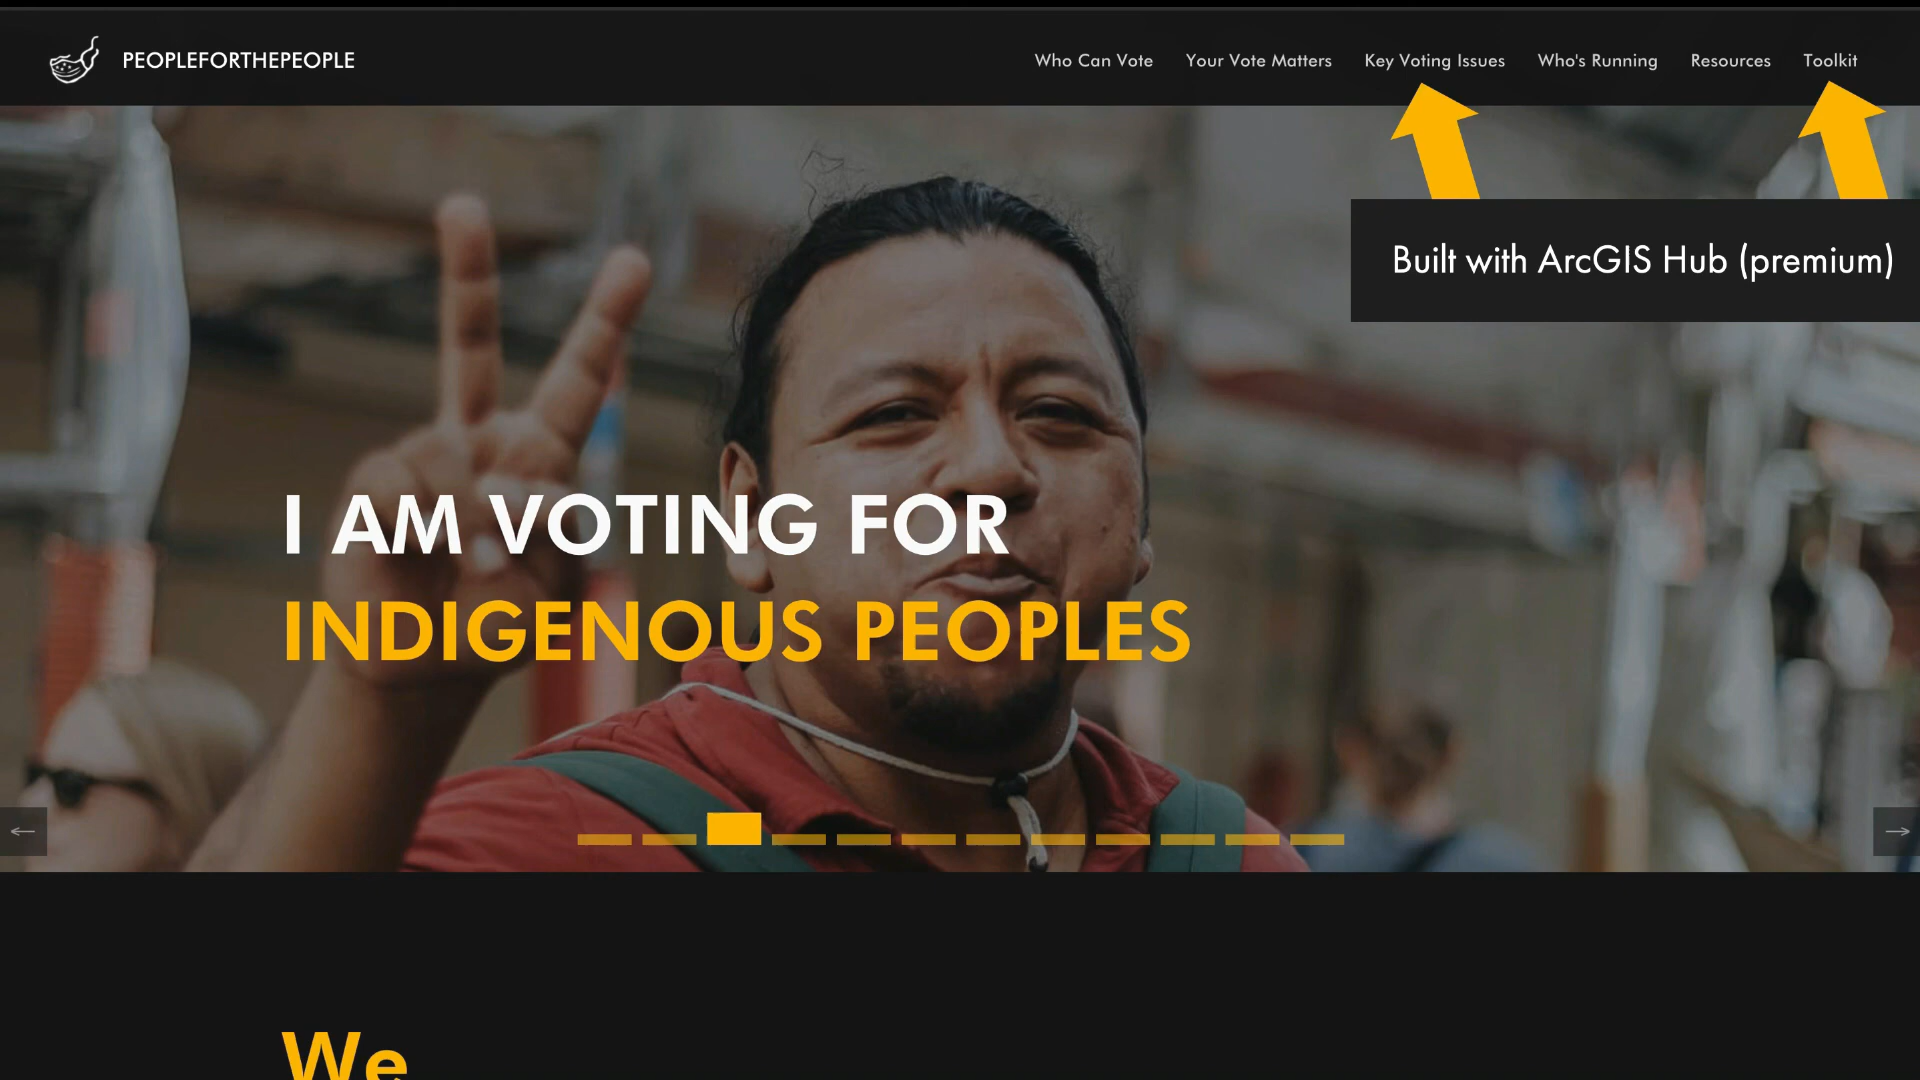 PEOPLEFORTHEPEOPLE
Who Can Vote
Your Vote Matters
Key Voting Issues
Who's Running
Resources
Toolkit
Built with ArcGIS Hub (premium)
I AM VOTING FOR
INDIGENOUS PEOPLES
We